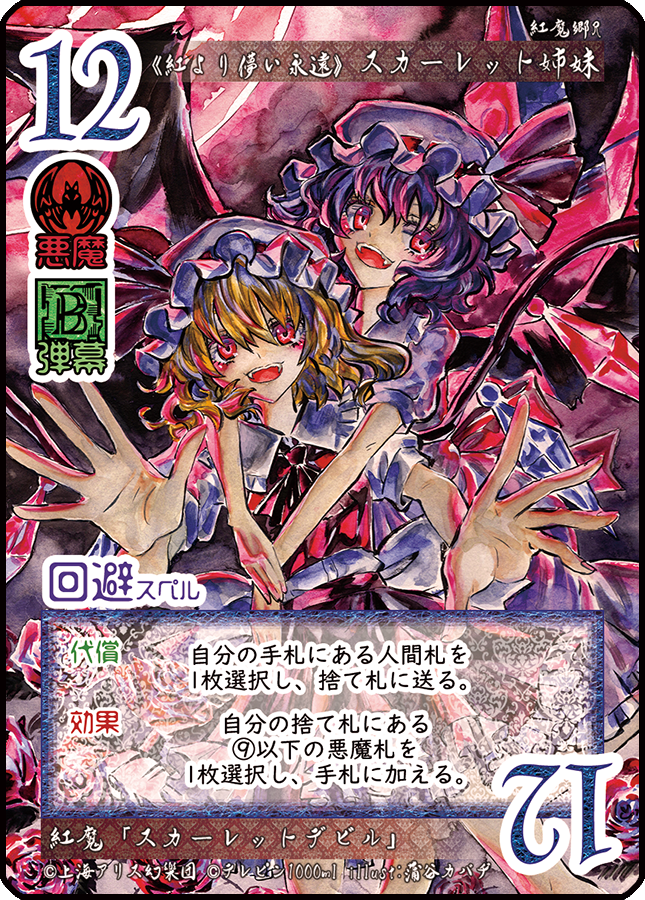 紅魔郷
12
《紅より儚い永遠》スカーレット姉妹
悪魔
B
弾幕
回避スペル
代償
自分の手札にある人間札を
1枚選択し、捨て札に送る。
効果
自分の捨て札にある
⑨以下の悪魔札を
1枚選択し、手札に加える。
紅魔「スカーレットデビル」
12
©上海アリス幻樂団 ©テレピン1000ml illust:蒲谷カバヂ